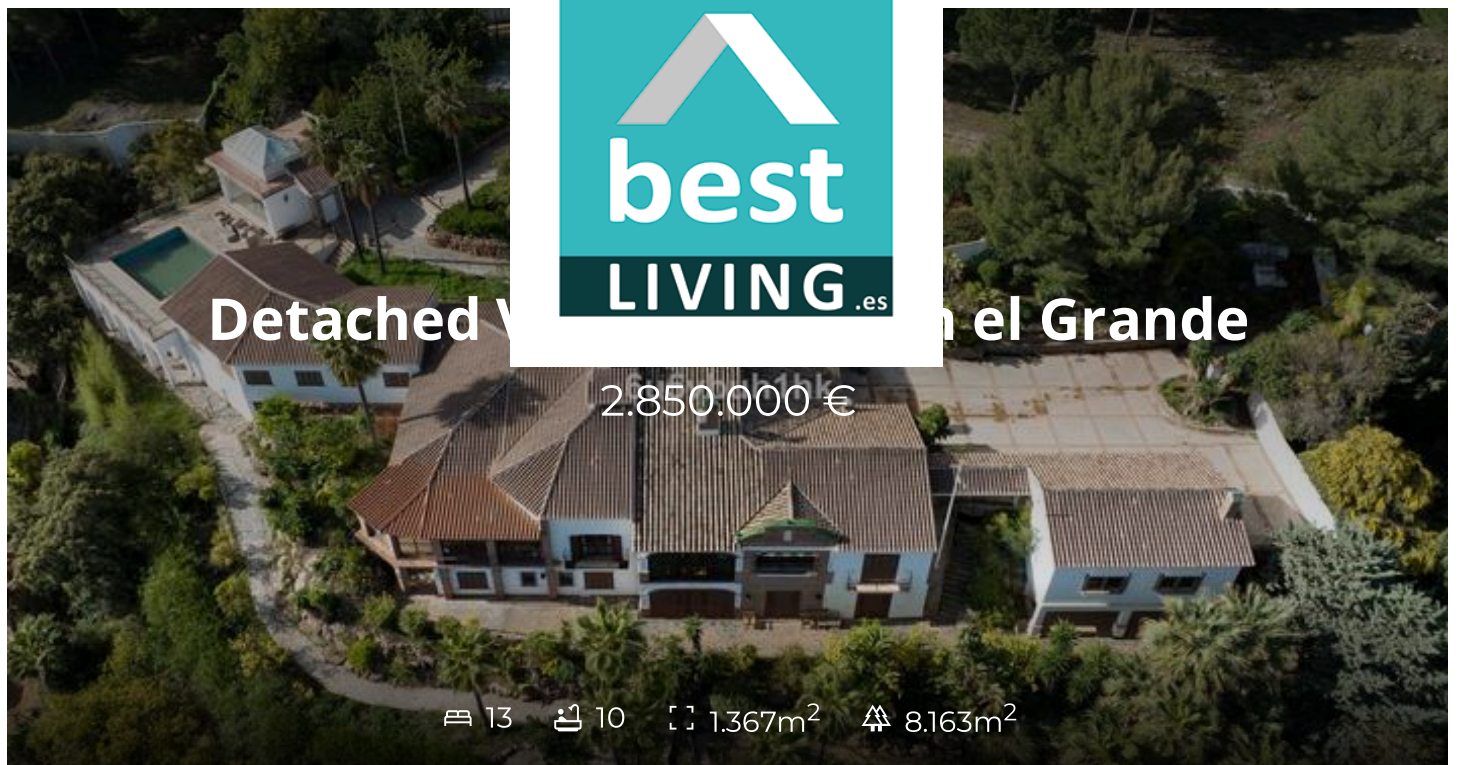 best
LIVING.es
Detached el Grande
2.850.000 €
13 10 1.367m² 8.163m²